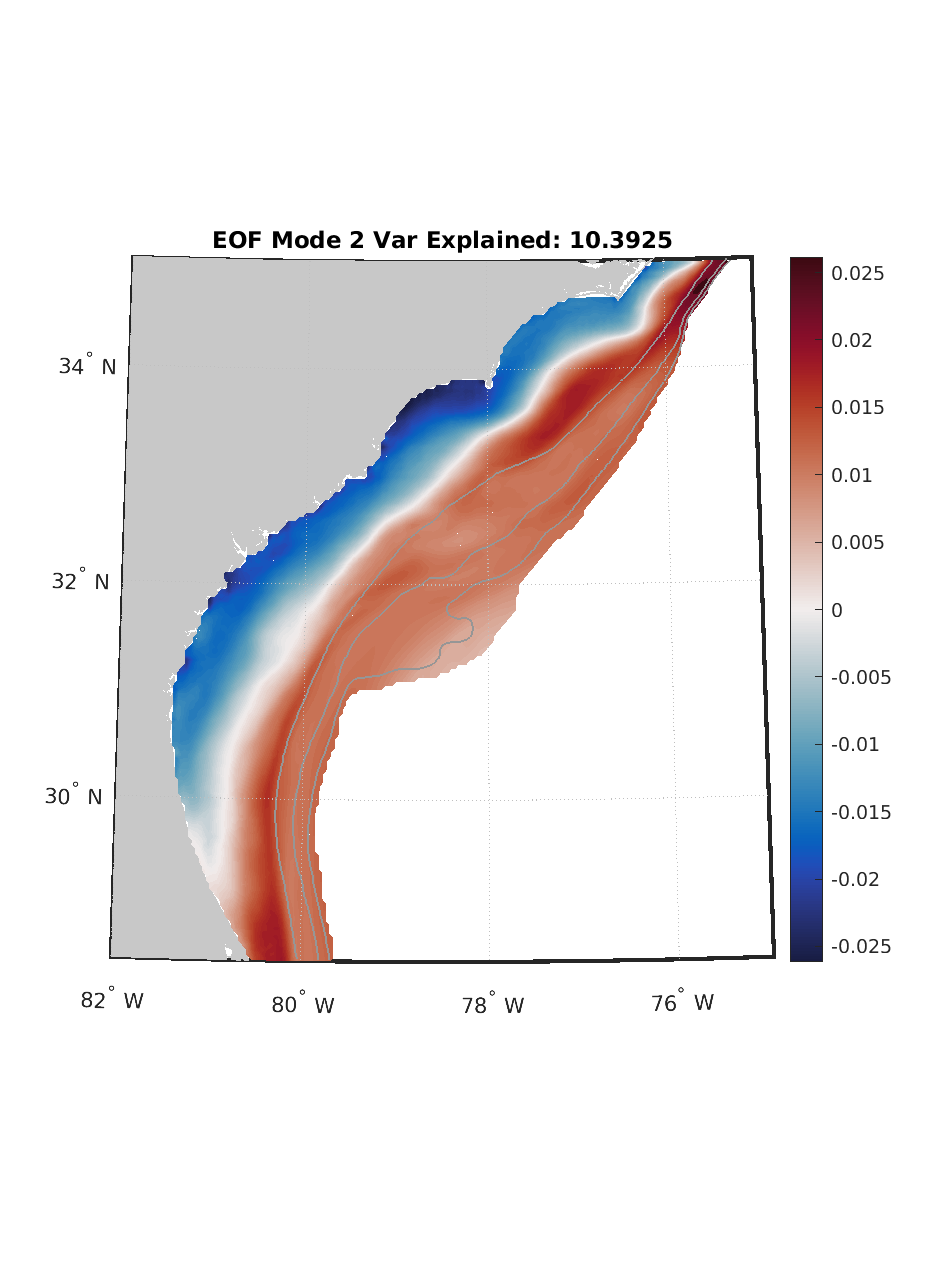 EOF Mode 2 Var Explained: 10.3925
34° N
32° N
30° N
82° W
80° W
78° W
76° W
0.025
0.02
0.015
0.01
0.005
0
-0.005
-0.01
-0.015
-0.02
-0.025